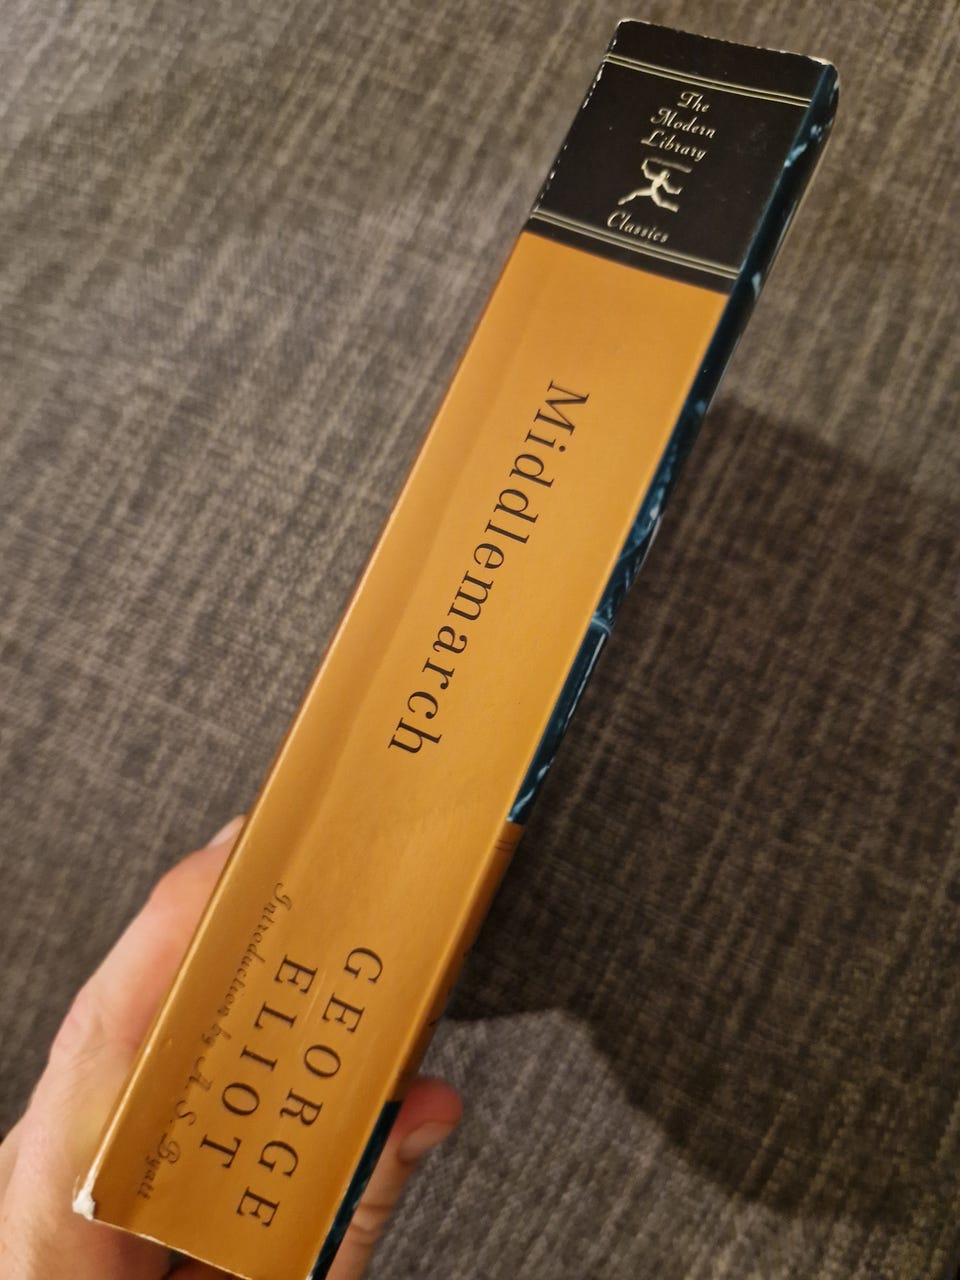 The
Modern
Library
Classics
Middlemarch
GEORGE
ELIOT
Introduction by A. S. Byatt